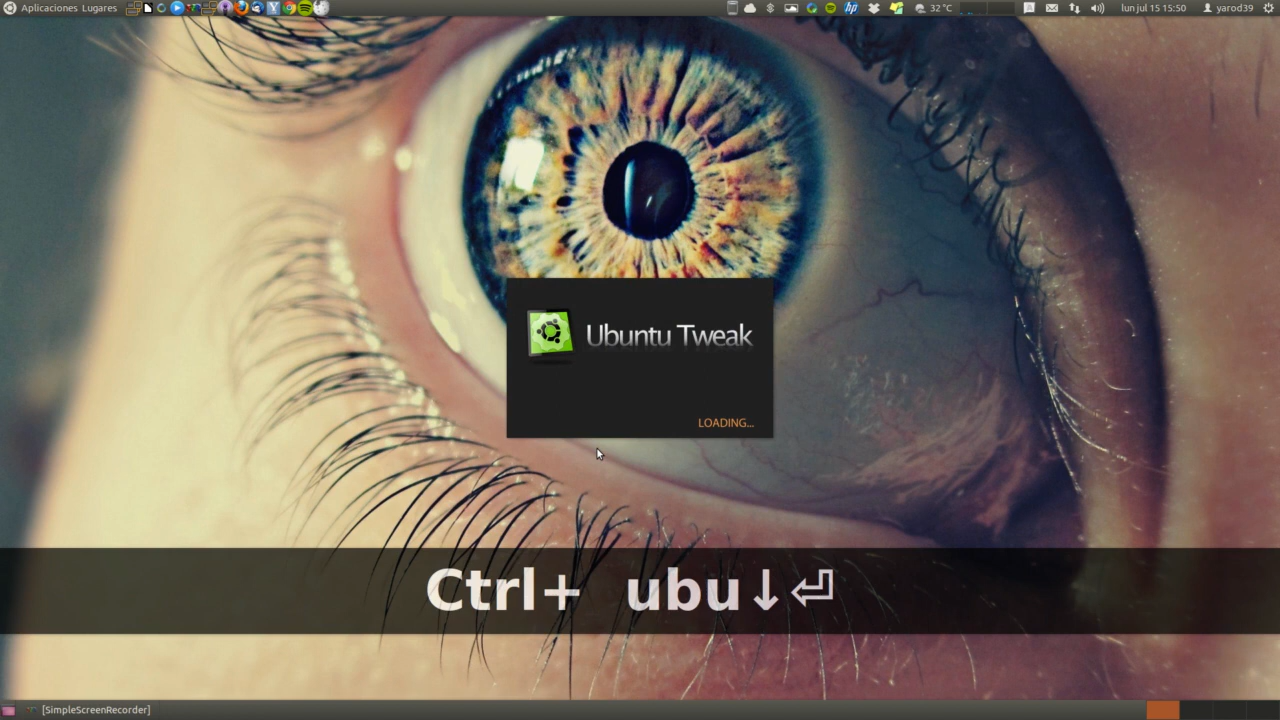 Aplicaciones Lugares
32 °C
lun jul 15 15:50
yarod39
Ubuntu Tweak
LOADING...
Ctrl+ ubu↓⏎
[SimpleScreenRecorder]